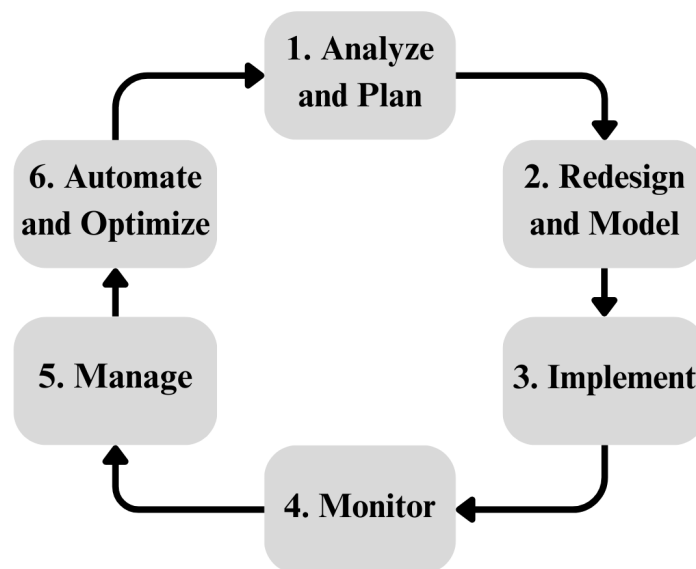 1. Analyze
and Plan
2. Redesign
and Model
3. Implement
4. Monitor
5. Manage
6. Automate
and Optimize